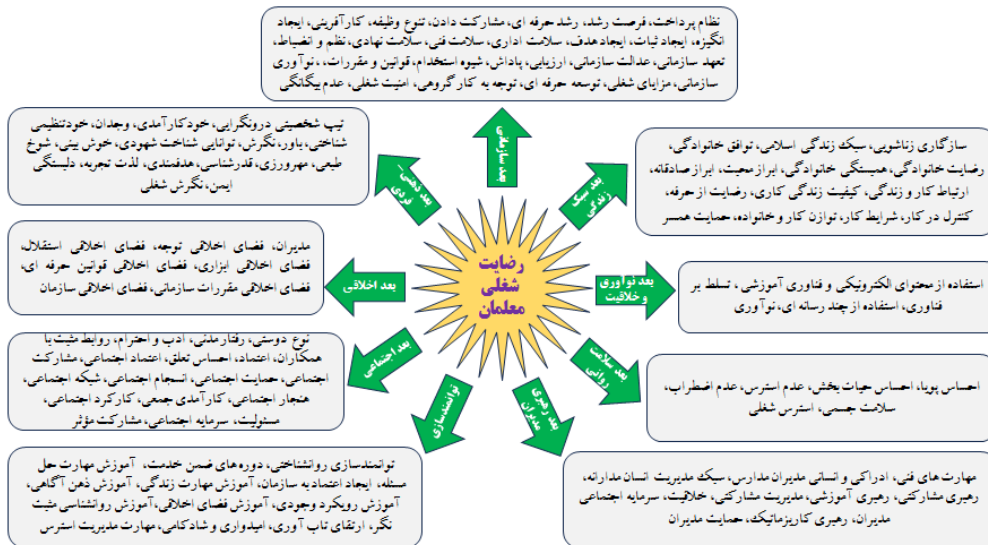 نظام پرداخت، فرصت رشد، رشد حرفه ای، مشارکت دادن، تنوع وظیفه، کارآفرینی، ایجاد
انگیزه، ایجاد ثبات، ایجاد هدف، سلامت اداری، سلامت فنی، سلامت نهادی، نظم و انضباط،
تعهد سازمانی، عدالت سازمانی، ارزیابی، پاداش، شیوه استخدام، قوانین و مقررات، ، نوآوری
سازمانی، مزایای شغلی، توسعه حرفه ای، توجه به کار گروهی، امنیت شغلی، عدم بیگانگی
بعد سازمانی
سازگاری زناشویی، سبک زندگی اسلامی، توافق خانوادگی،
رضایت خانوادگی، همبستگی خانوادگی، ابراز محبت، ابراز صادقانه،
ارتباط کار و زندگی، کیفیت زندگی کاری، رضایت از حرفه،
کنترل در کار، شرایط کار، توازن کار و خانواده، حمایت همسر
بعد سبک
زندگی
تیپ شخصیتی درونگرایی، خودکارآمدی، وجدان، خودتنظیمی
شناختی، باور، نگرش، توانایی شناخت شهودی، خوش بینی، شوخ
طبعی، مهرورزی، قدرشناسی، هدفمندی، لذت تجربه، دلبستگی
ایمن، نگرش شغلی
بعد ذهنی-
فردی
رضایت
شغلی
معلمان
استفاده از محتوای الکترونیکی و فناوری آموزشی، تسلط بر
فناوری، استفاده از چند رسانه ای، نوآوری
بعد نوآوری
و خلاقیت
مدیران، فضای اخلاقی توجه، فضای اخلاقی استقلال،
فضای اخلاقی ابزاری، فضای اخلاقی قوانین حرفه ای،
فضای اخلاقی مقررات سازمانی، فضای اخلاقی سازمان
بعد اخلاقی
احساس پویا، احساس حیات بخش، عدم استرس، عدم اضطراب،
سلامت جسمی، استرس شغلی
بعد سلامت
روانی
نوع دوستی، رفتار مدنی، ادب و احترام، روابط مثبت با
همکاران، اعتماد، احساس تعلق، اعتماد اجتماعی، مشارکت
اجتماعی، حمایت اجتماعی، انسجام اجتماعی، شبکه اجتماعی،
هنجار اجتماعی، کارآمدی جمعی، کارکرد اجتماعی،
مسئولیت، سرمایه اجتماعی، مشارکت مؤثر
بعد اجتماعی
مهارت های فنی، ادراکی و انسانی مدیران مدارس، سبک مدیریت انسان مدارانه،
رهبری مشارکتی، رهبری آموزشی، مدیریت مشارکتی، خلاقیت، سرمایه اجتماعی
مدیران، رهبری کاریزماتیک، حمایت مدیران
بعد رهبری
مدیران
توانمندسازی روانشناختی، دوره های ضمن خدمت، آموزش مهارت حل
مسئله، ایجاد اعتماد به سازمان، آموزش مهارت زندگی، آموزش ذهن آگاهی،
آموزش رویکرد وجودی، آموزش فضای اخلاقی، آموزش روانشناسی مثبت
نگر، ارتقای تاب آوری، امیدواری و شادکامی، مهارت مدیریت استرس
توانمندسازی